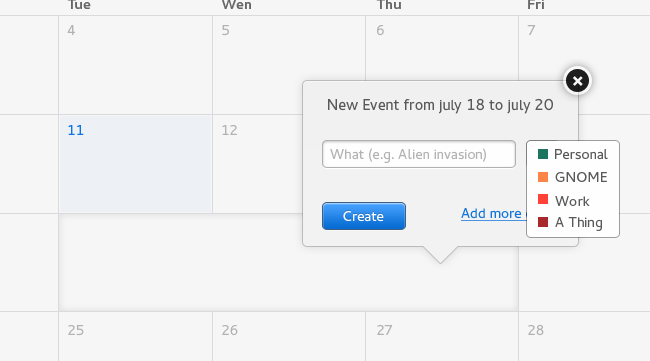 Tue Wen Thu Fri
4 5 6 7
New Event from july 18 to july 20
11 12
What (e.g. Alien invasion)
Personal
GNOME
Work
A Thing
Create Add more
25 26 27 28